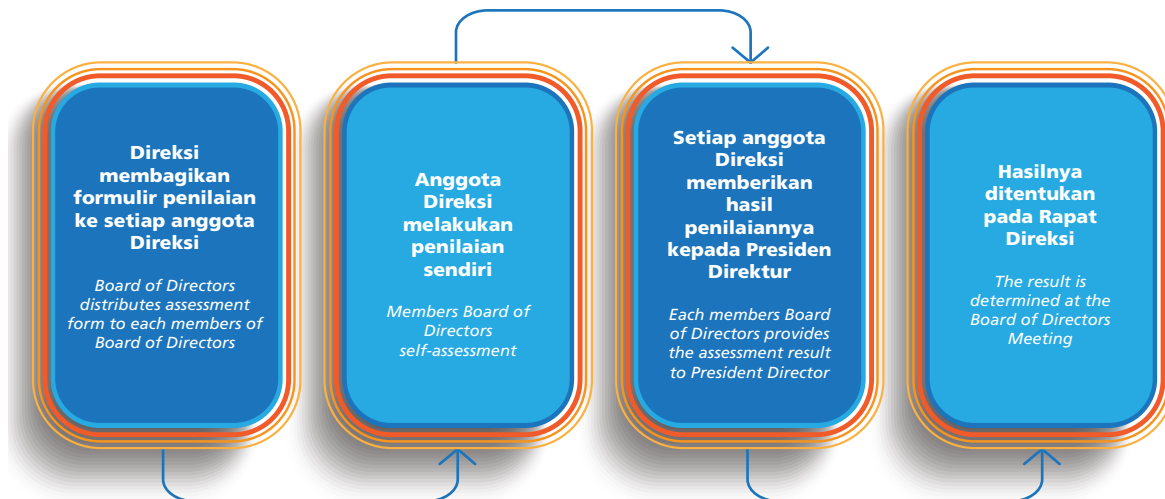 Direksi
membagikan
formulir penilaian
ke setiap anggota
Direksi
Board of Directors
distributes assessment
form to each members of
Board of Directors
Anggota
Direksi
melakukan
penilaian
sendiri
Members Board of
Directors
self-assessment
Setiap anggota
Direksi
memberikan
hasil
penilaiannya
kepada Presiden
Direktur
Each members Board
of Directors provides
the assessment result
to President Director
Hasilnya
ditentukan
pada Rapat
Direksi
The result is
determined at the
Board of Directors
Meeting